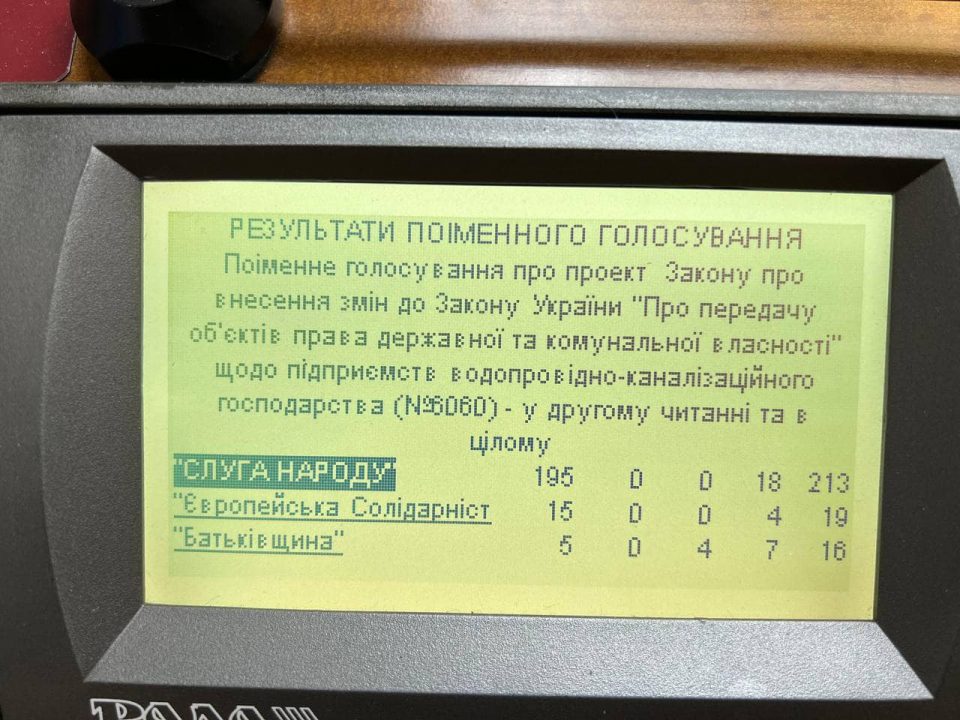 РЕЗУЛЬТАТИ ПОІМЕННОГО ГОЛОСУВАННЯ
Поіменне голосування про проект Закону про
внесення змін до Закону України "Про передачу
об'єктів права державної та комунальної власності"
щодо підприємств водопровідно-каналізаційного
господарства (№6060) - у другому читанні та в
цілому
"СЛУГА НАРОДУ" 195 0 0 18 213
"Європейська Солідарніст 15 0 0 4 19
"Батьківщина" 5 0 4 7 16